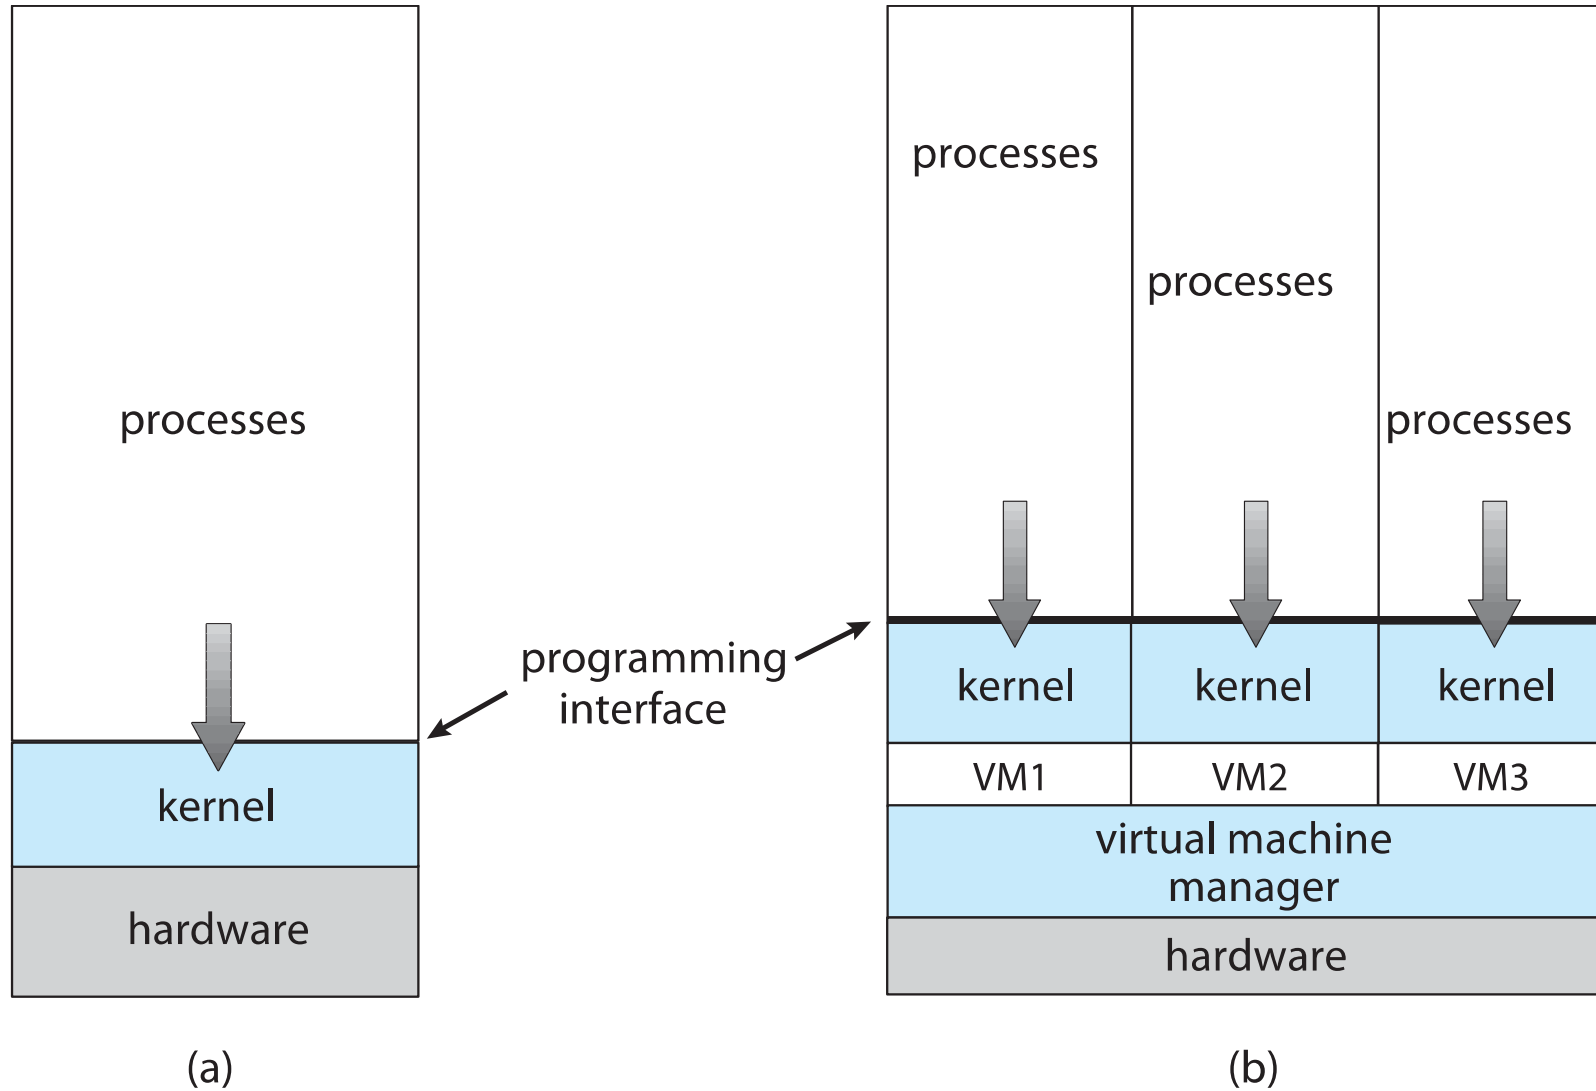 processes
kernel
hardware
(a)
programming
interface
processes
processes
processes
kernel
kernel
kernel
VM1
VM2
VM3
virtual machine
manager
hardware
(b)